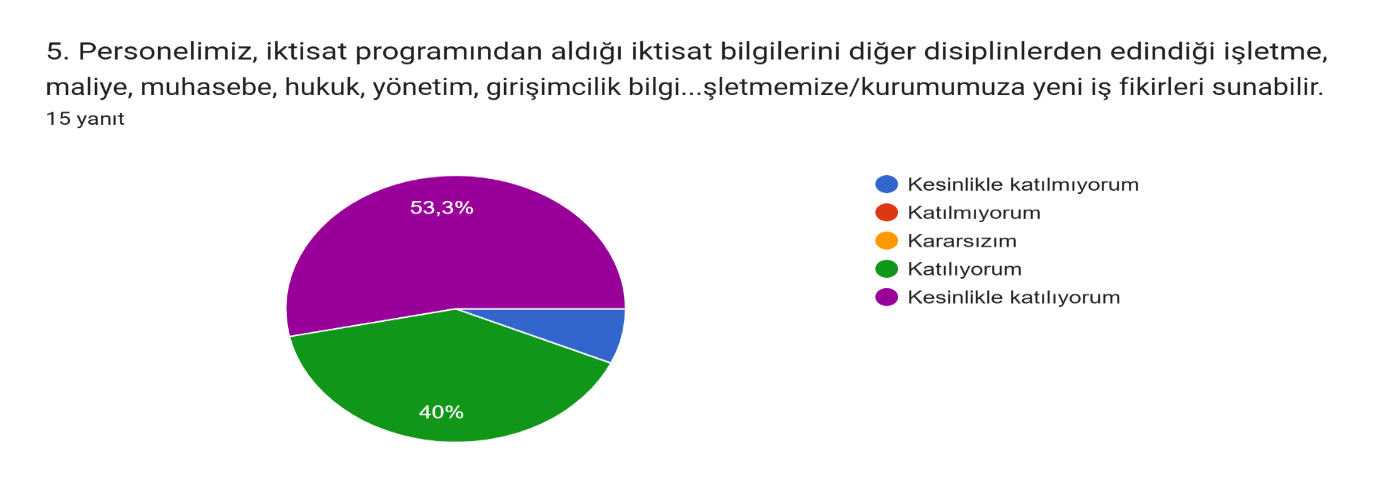 5. Personelimiz, iktisat programından aldığı iktisat bilgilerini diğer disiplinlerden edindiği işletme,
maliye, muhasebe, hukuk, yönetim, girişimcilik bilgi...şletmemize/kurumumuza yeni iş fikirleri sunabilir.
15 yanıt
53,3%
40%
Kesinlikle katılmıyorum
Katılmıyorum
Kararsızım
Katılıyorum
Kesinlikle katılıyorum